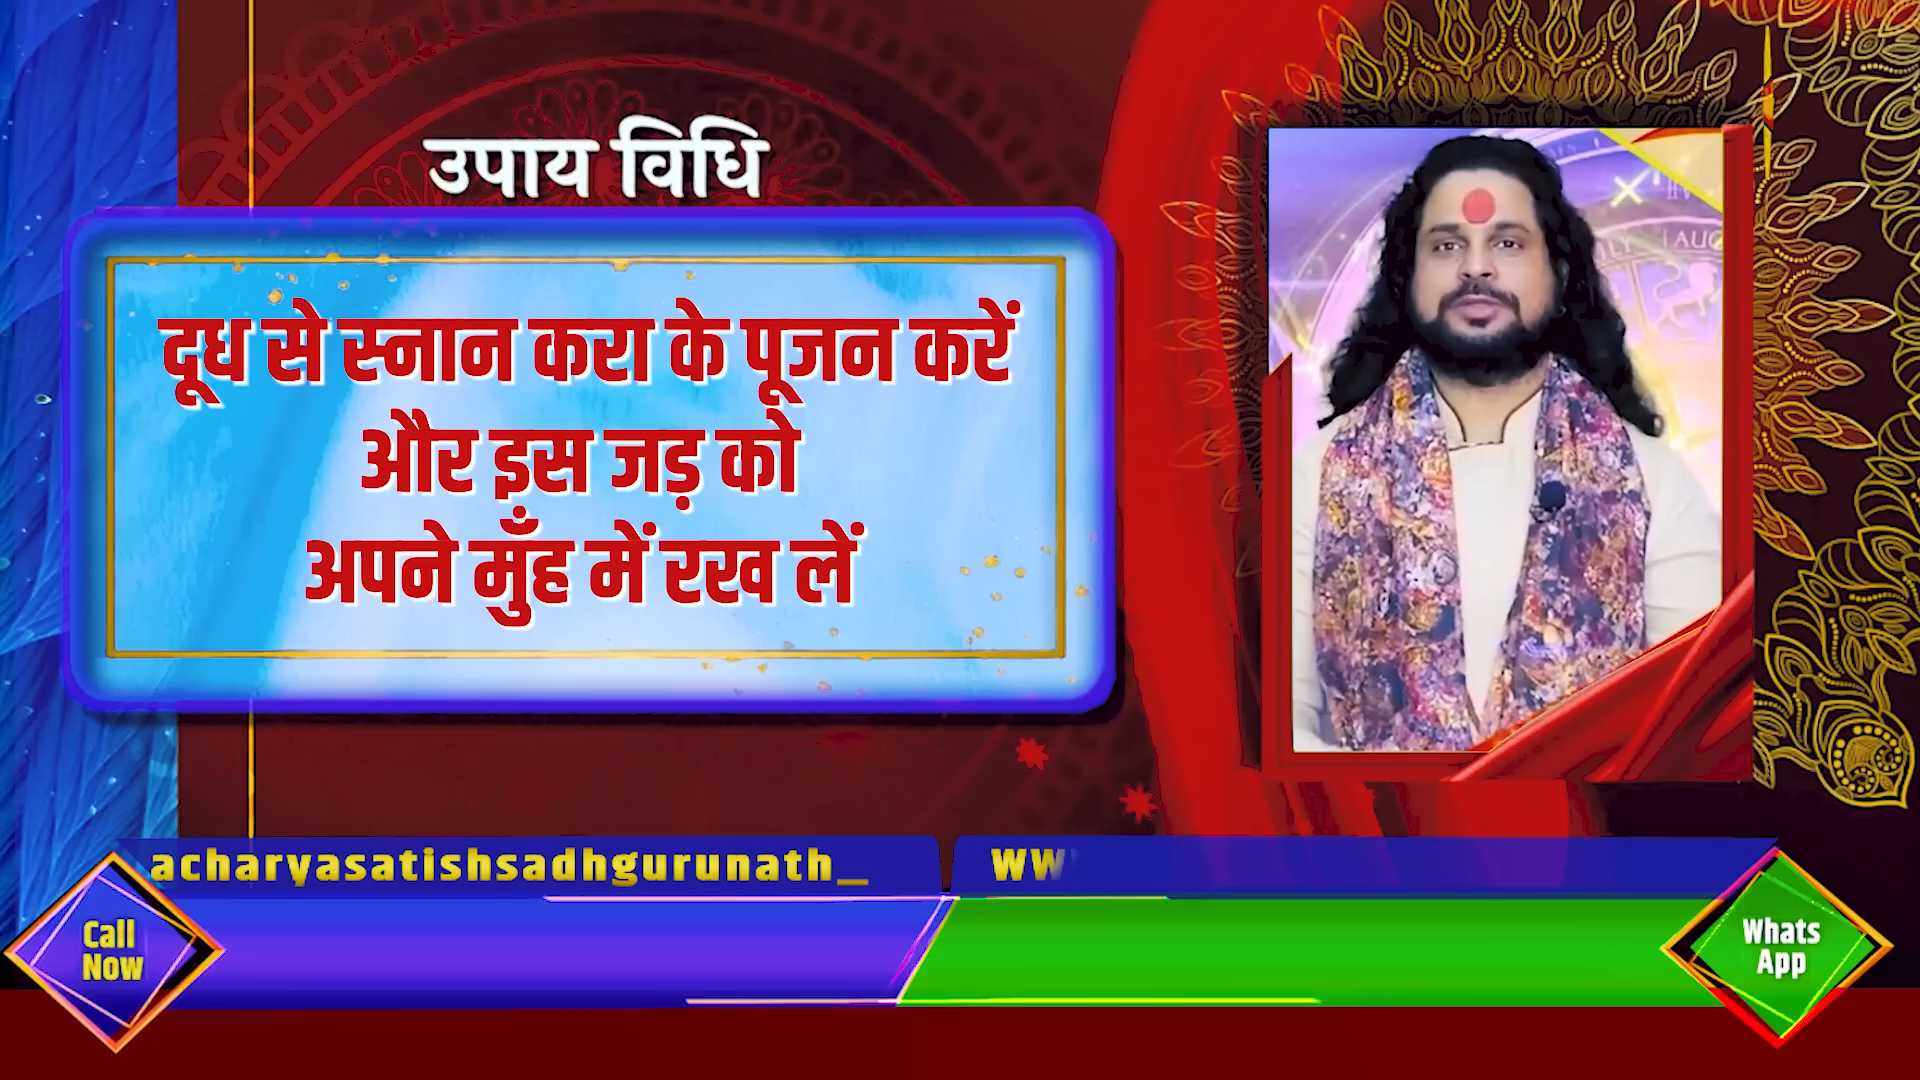 उपाय विधि
दूध से स्नान करा के पूजन करें
और इस जड़ को
अपने मुँह में रख लें
acharyasatishsadhgurunath_
WW
Call
Now
Whats
App